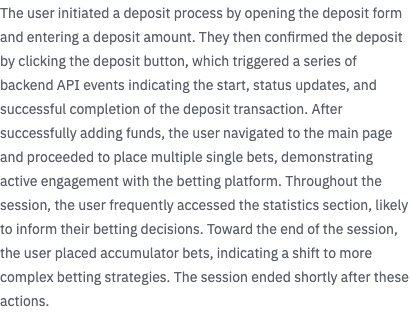 The user initiated a deposit process by opening the deposit form
and entering a deposit amount. They then confirmed the deposit
by clicking the deposit button, which triggered a series of
backend API events indicating the start, status updates, and
successful completion of the deposit transaction. After
successfully adding funds, the user navigated to the main page
and proceeded to place multiple single bets, demonstrating
active engagement with the betting platform. Throughout the
session, the user frequently accessed the statistics section, likely
to inform their betting decisions. Toward the end of the session,
the user placed accumulator bets, indicating a shift to more
complex betting strategies. The session ended shortly after these
actions.